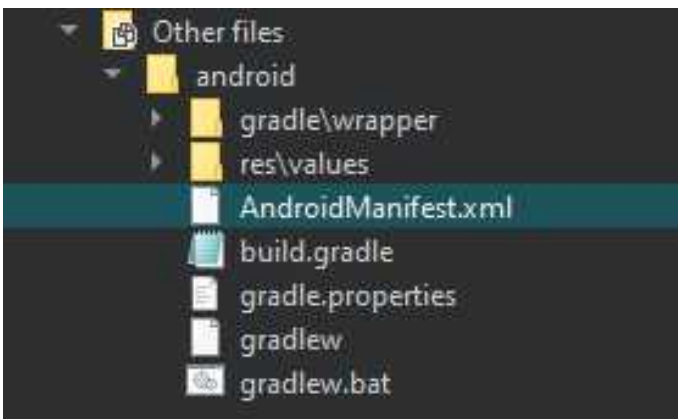 Other files
android
gradle\wrapper
res\values
AndroidManifest.xml
build.gradle
gradle.properties
gradlew
gradlew.bat